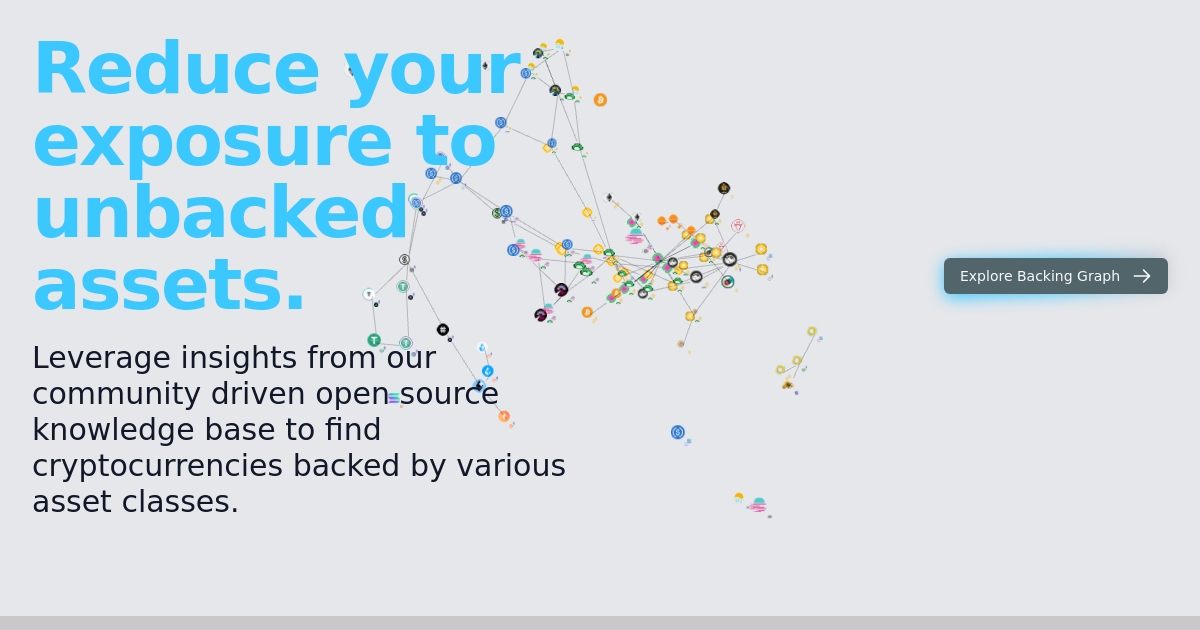 Reduce your
exposure to
unbacked
assets.
Leverage insights from our
community driven open source
knowledge base to find
cryptocurrencies backed by various
asset classes.
Explore Backing Graph